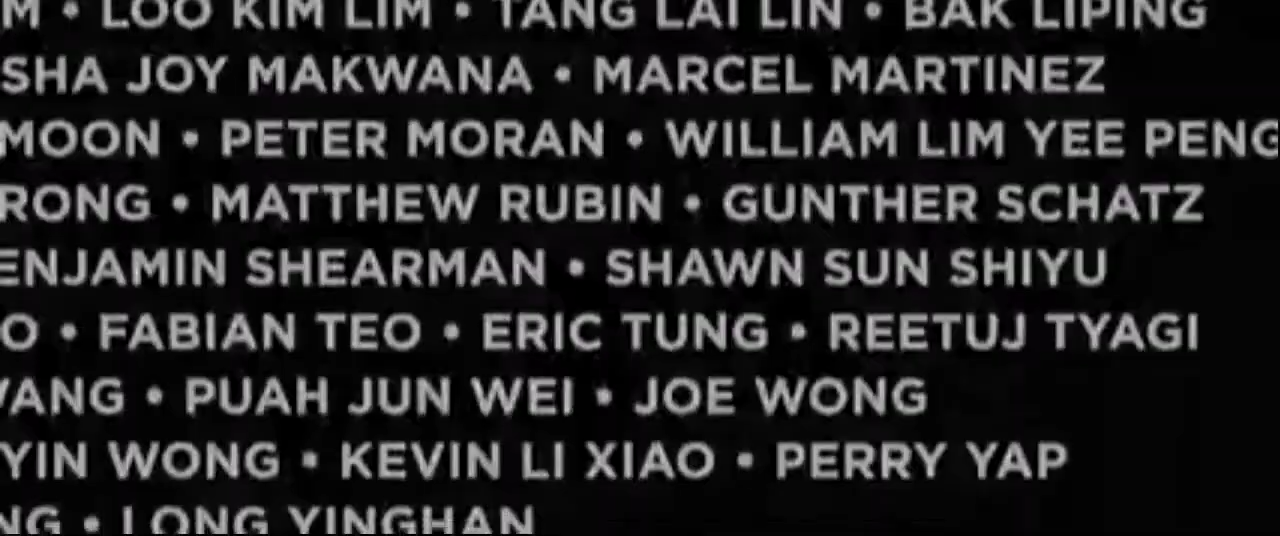 M • LOO KIM LIM • TANG LAI LIN • BAK LIPING
SHA JOY MAKWANA • MARCEL MARTINEZ
MOON • PETER MORAN • WILLIAM LIM YEE PENG
RONG • MATTHEW RUBIN • GUNTHER SCHATZ
ENJAMIN SHEARMAN • SHAWN SUN SHIYU
O • FABIAN TEO • ERIC TUNG • REETUJ TYAGI
VANG • PUAH JUN WEI • JOE WONG
YIN WONG • KEVIN LI XIAO • PERRY YAP
NG • LONG YINGHAN